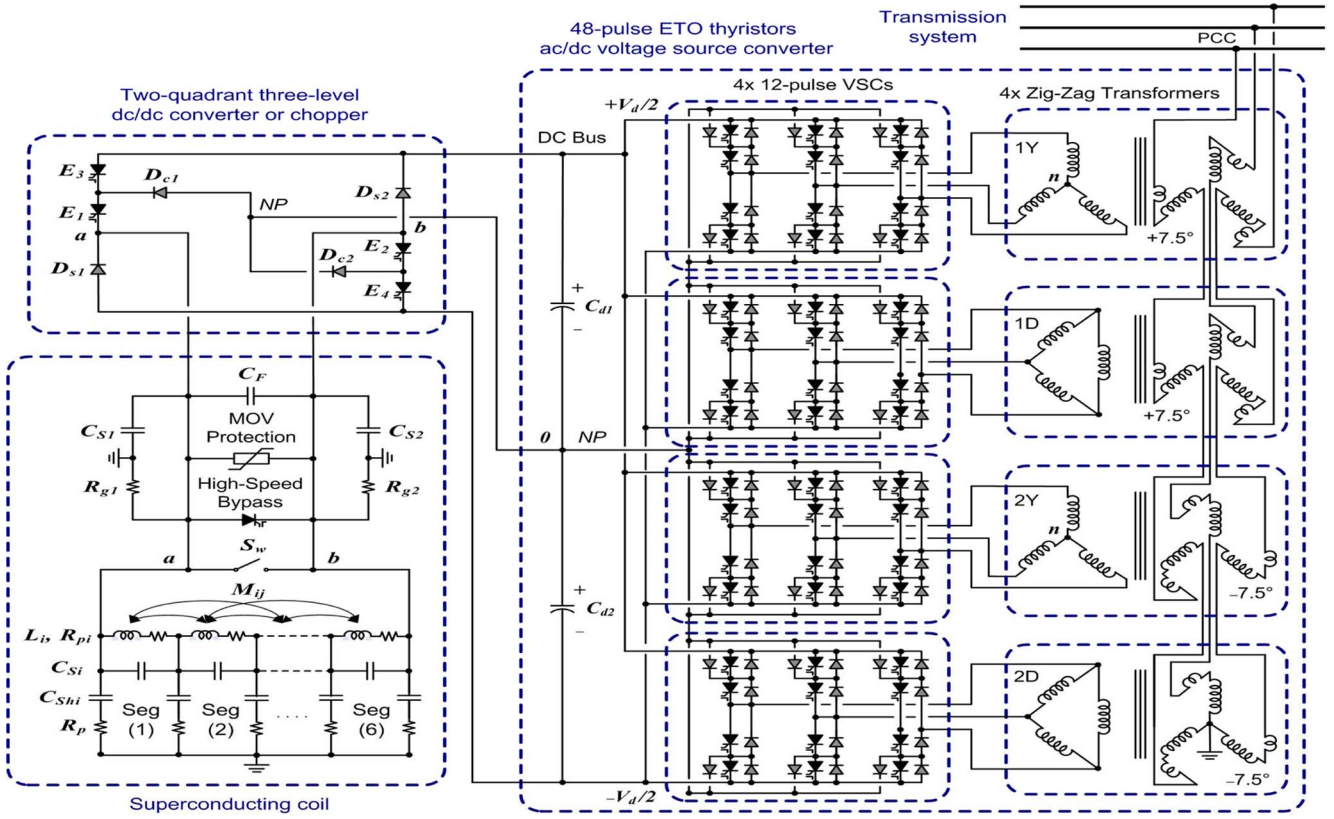 48-pulse ETO thyristors
ac/dc voltage source converter
Transmission
system
PCC
Two-quadrant three-level
dc/dc converter or chopper
4x 12-pulse VSCs
4x Zig-Zag Transformers
+Vd/2
DC Bus
E3
Dc1
NP
Ds2
E1
a
b
E2
Ds1
Dc2
E4
1Y
n
+7.5°
+
Cd1
–
1D
+7.5°
CF
MOV
Protection
CS1
CS2
0
NP
Rg1
High-Speed
Bypass
Rg2
2Y
n
–7.5°
a
Sw
b
Mij
+
Cd2
–
Li, Rpi
CSi
CShi
Rp
Seg
(1)
Seg
(2)
....
Seg
(6)
2D
–7.5°
–Vd/2
Superconducting coil